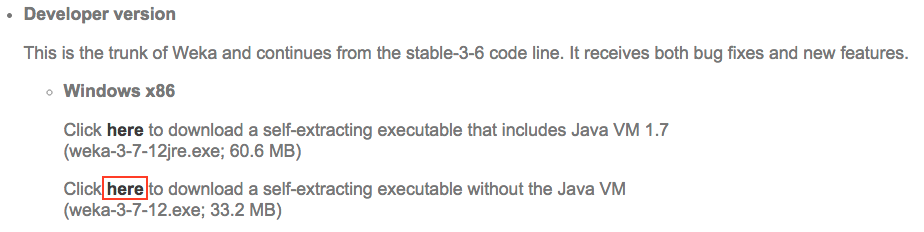 Developer version
This is the trunk of Weka and continues from the stable-3-6 code line. It receives both bug fixes and new features.
Windows x86
Click here to download a self-extracting executable that includes Java VM 1.7
(weka-3-7-12jre.exe; 60.6 MB)
Click here to download a self-extracting executable without the Java VM
(weka-3-7-12.exe; 33.2 MB)